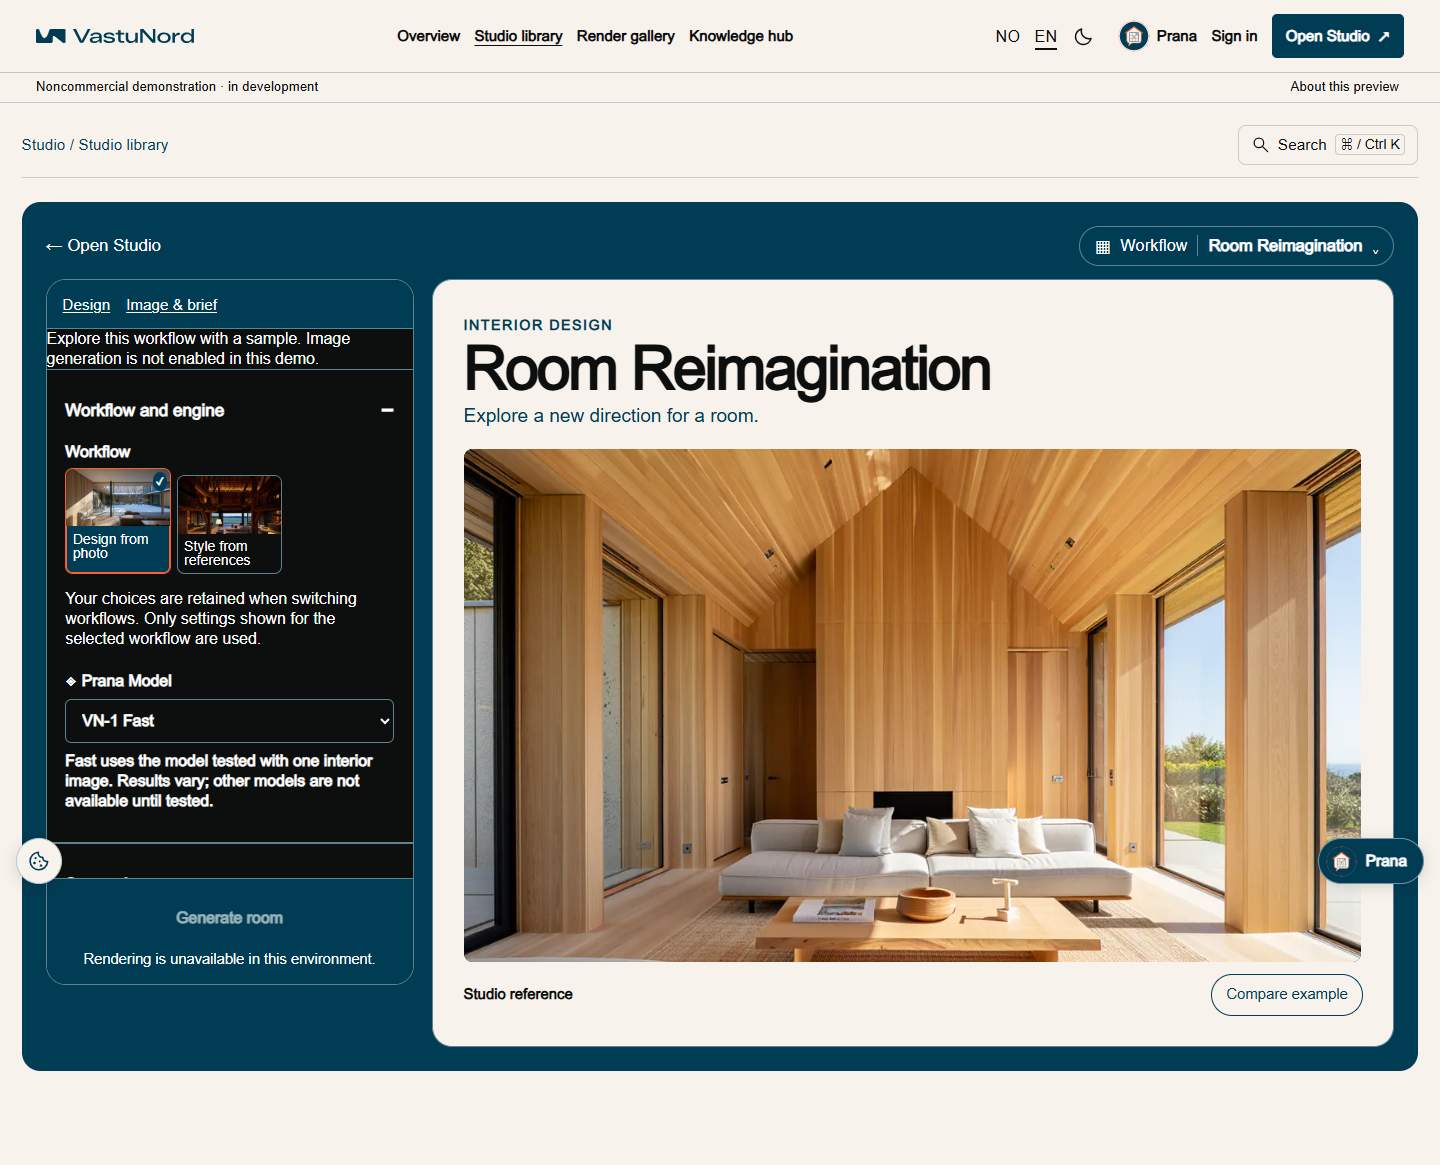 VastuNord
Overview Studio library Render gallery Knowledge hub
NO EN
Prana Sign in Open Studio ↗
Noncommercial demonstration · in development
About this preview
Studio / Studio library
Search ⌘ / Ctrl K
← Open Studio
Workflow Room Reimagination
Design Image & brief
Explore this workflow with a sample. Image
generation is not enabled in this demo.
Workflow and engine
Workflow
Design from
photo
Style from
references
Your choices are retained when switching
workflows. Only settings shown for the
selected workflow are used.
Prana Model
VN-1 Fast
Fast uses the model tested with one interior
image. Results vary; other models are not
available until tested.
Generate room
Rendering is unavailable in this environment.
INTERIOR DESIGN
Room Reimagination
Explore a new direction for a room.
Studio reference
Compare example
Prana